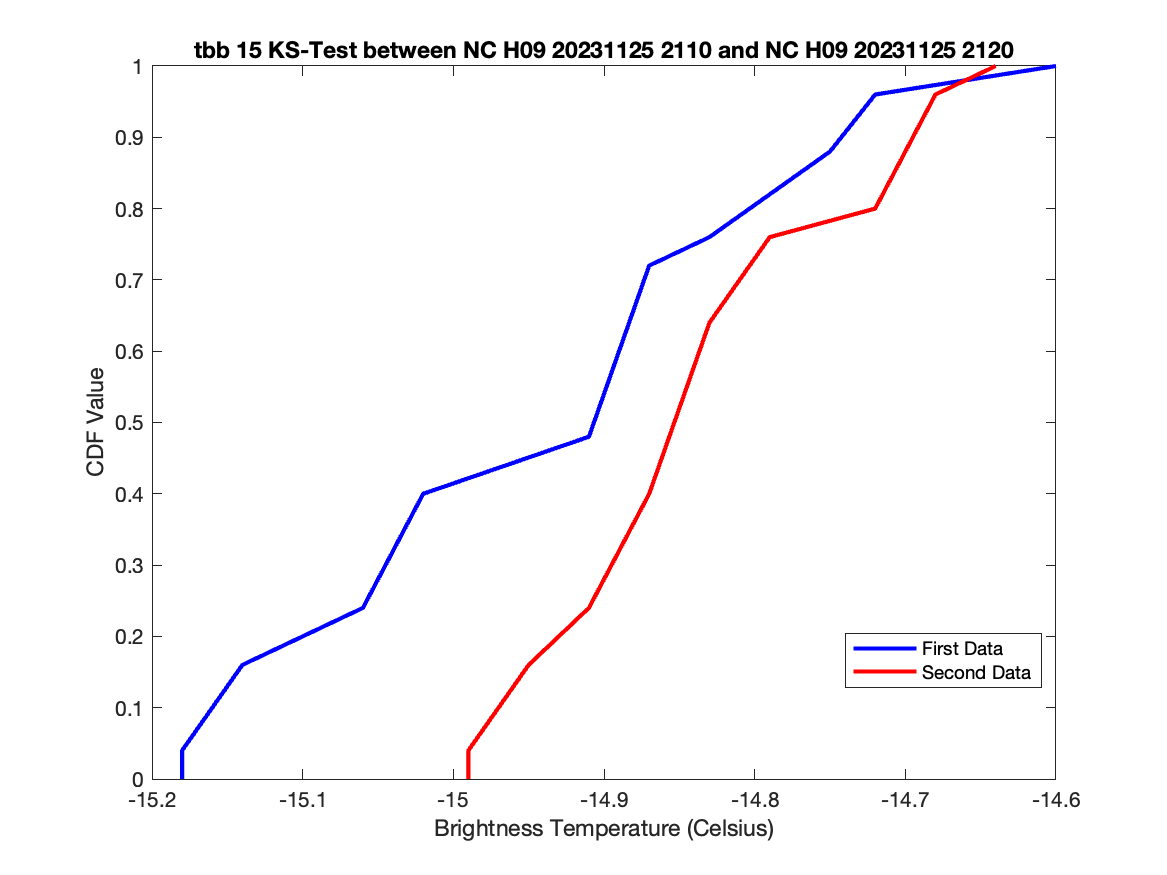 tbb 15 KS-Test between NC H09 20231125 2110 and NC H09 20231125 2120
1
0.9
0.8
0.7
0.6
0.5
0.4
0.3
0.2
0.1
0
CDF Value
First Data
Second Data
-15.2 -15.1 -15 -14.9 -14.8 -14.7 -14.6
Brightness Temperature (Celsius)